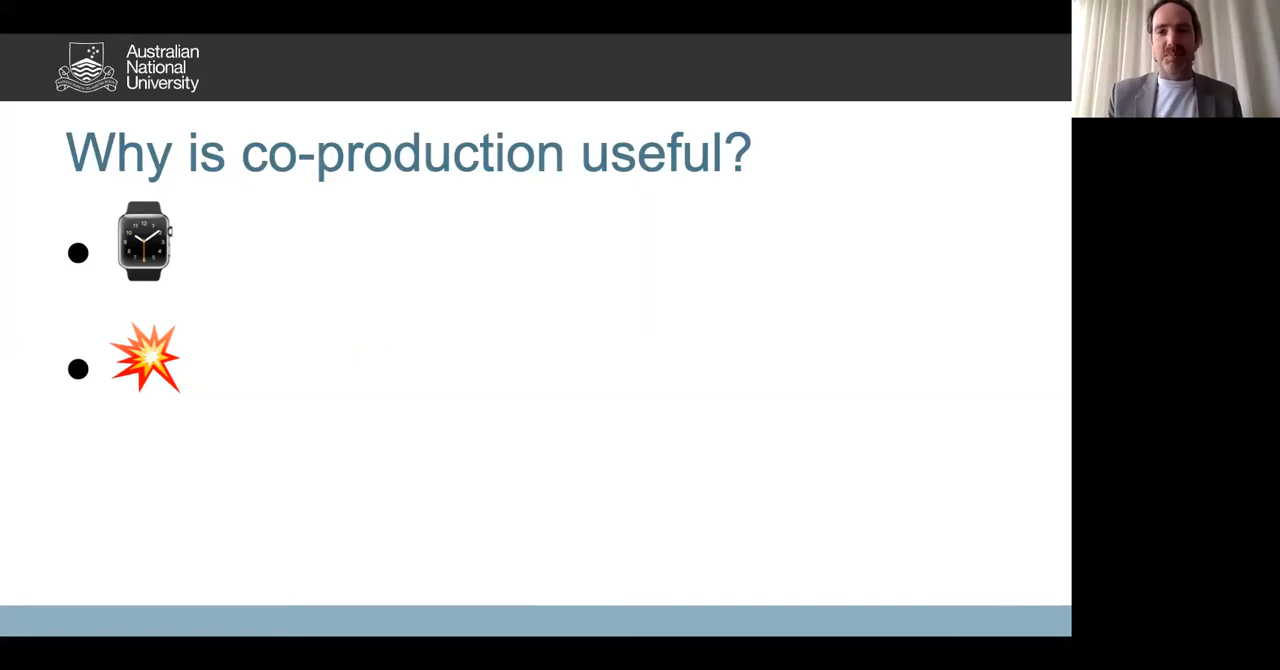 Australian
National
University
Why is co-production useful?